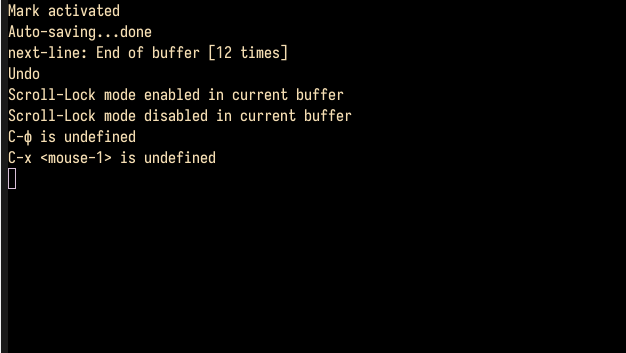 Mark activated
Auto-saving...done
next-line: End of buffer [12 times]
Undo
Scroll-Lock mode enabled in current buffer
Scroll-Lock mode disabled in current buffer
C-ф is undefined
C-x <mouse-1> is undefined